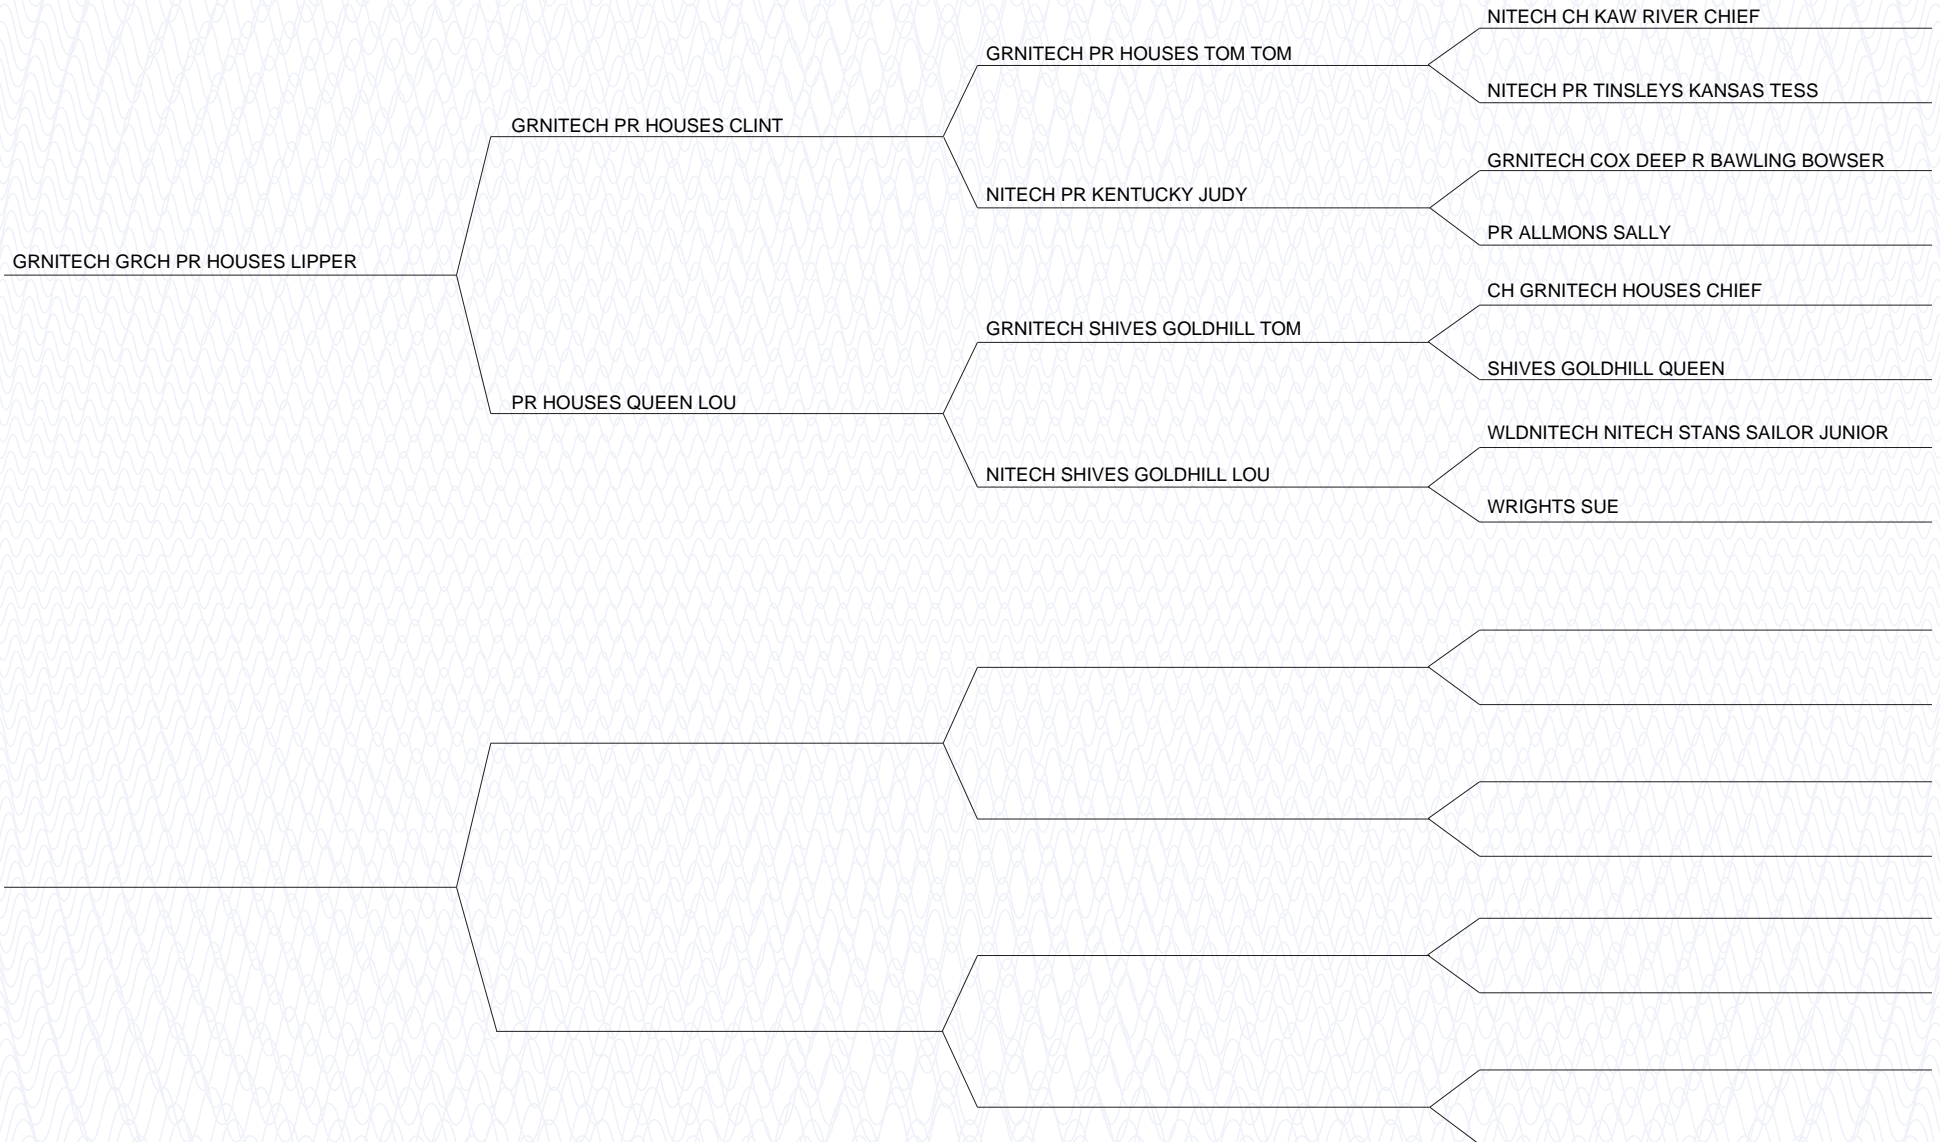 NITECH CH KAW RIVER CHIEF
GRNITECH PR HOUSES TOM TOM
NITECH PR TINSLEYS KANSAS TESS
GRNITECH PR HOUSES CLINT
GRNITECH COX DEEP R BAWLING BOWSER
NITECH PR KENTUCKY JUDY
PR ALLMONS SALLY
GRNITECH GRCH PR HOUSES LIPPER
CH GRNITECH HOUSES CHIEF
GRNITECH SHIVES GOLDHILL TOM
SHIVES GOLDHILL QUEEN
PR HOUSES QUEEN LOU
WLDNITECH NITECH STANS SAILOR JUNIOR
NITECH SHIVES GOLDHILL LOU
WRIGHTS SUE